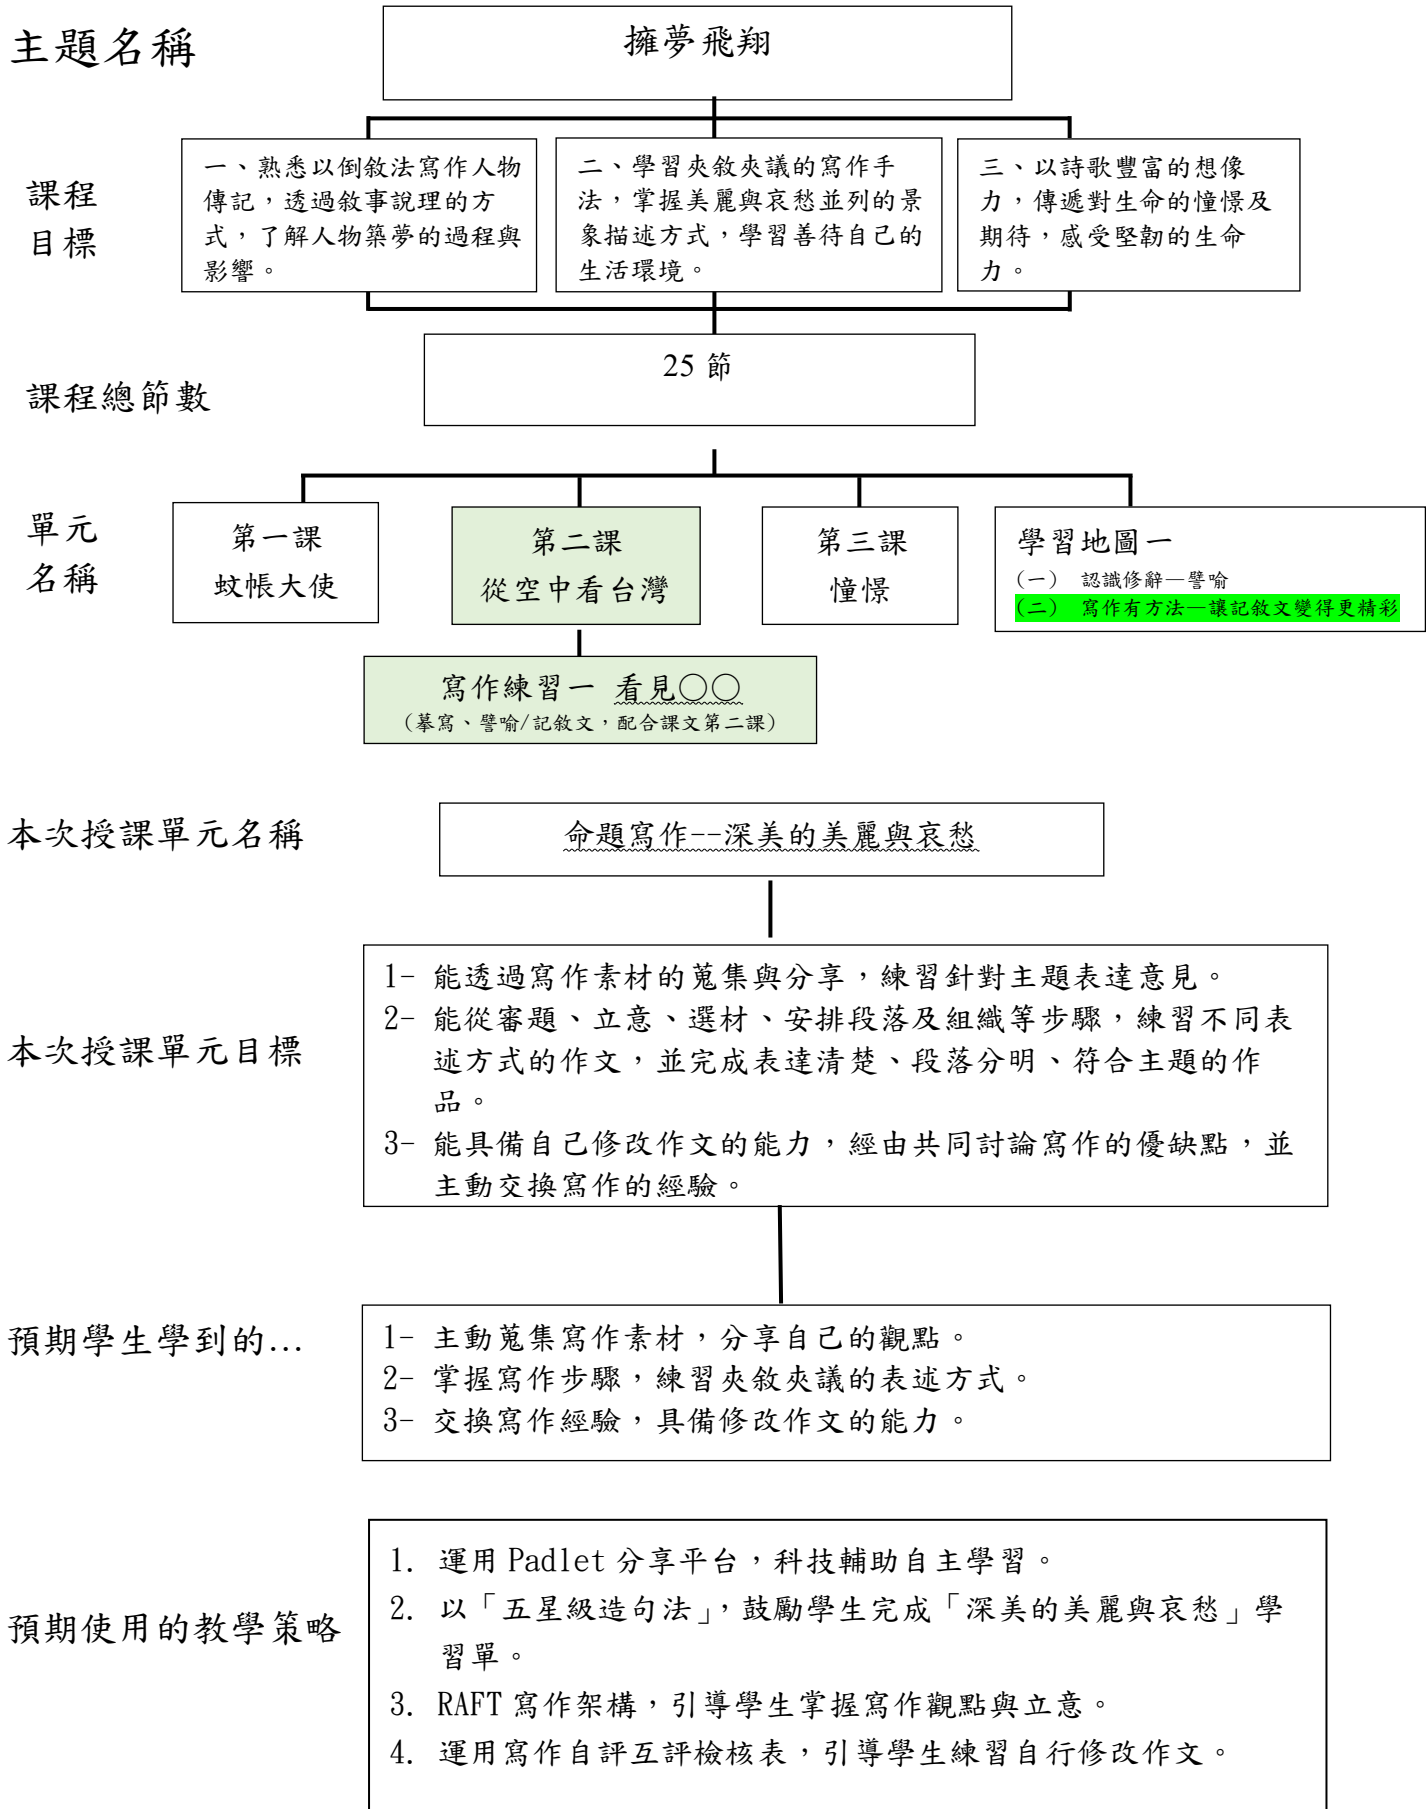 主題名稱
擁夢飛翔
課程
目標
一、熟悉以倒敘法寫作人物
傳記，透過敘事說理的方
式，了解人物築夢的過程與
影響。
二、學習夾敘夾議的寫作手
法，掌握美麗與哀愁並列的景
象描述方式，學習善待自己的
生活環境。
三、以詩歌豐富的想像
力，傳遞對生命的憧憬及
期待，感受堅韌的生命
力。
課程總節數
25 節
單元
名稱
第一課
蚊帳大使
第二課
從空中看台灣
第三課
憧憬
學習地圖一
(一) 認識修辭—譬喻
(二) 寫作有方法—讓記敘文變得更精彩
寫作練習一 看見○○
(摹寫、譬喻/記敘文，配合課文第二課)
本次授課單元名稱
命題寫作--深美的美麗與哀愁
本次授課單元目標
1- 能透過寫作素材的蒐集與分享，練習針對主題表達意見。
2- 能從審題、立意、選材、安排段落及組織等步驟，練習不同表
述方式的作文，並完成表達清楚、段落分明、符合主題的作
品。
3- 能具備自己修改作文的能力，經由共同討論寫作的優缺點，並
主動交換寫作的經驗。
預期學生學到的…
1- 主動蒐集寫作素材，分享自己的觀點。
2- 掌握寫作步驟，練習夾敘夾議的表述方式。
3- 交換寫作經驗，具備修改作文的能力。
預期使用的教學策略
1. 運用 Padlet 分享平台，科技輔助自主學習。
2. 以「五星級造句法」，鼓勵學生完成「深美的美麗與哀愁」學
習單。
3. RAFT 寫作架構，引導學生掌握寫作觀點與立意。
4. 運用寫作自評互評檢核表，引導學生練習自行修改作文。